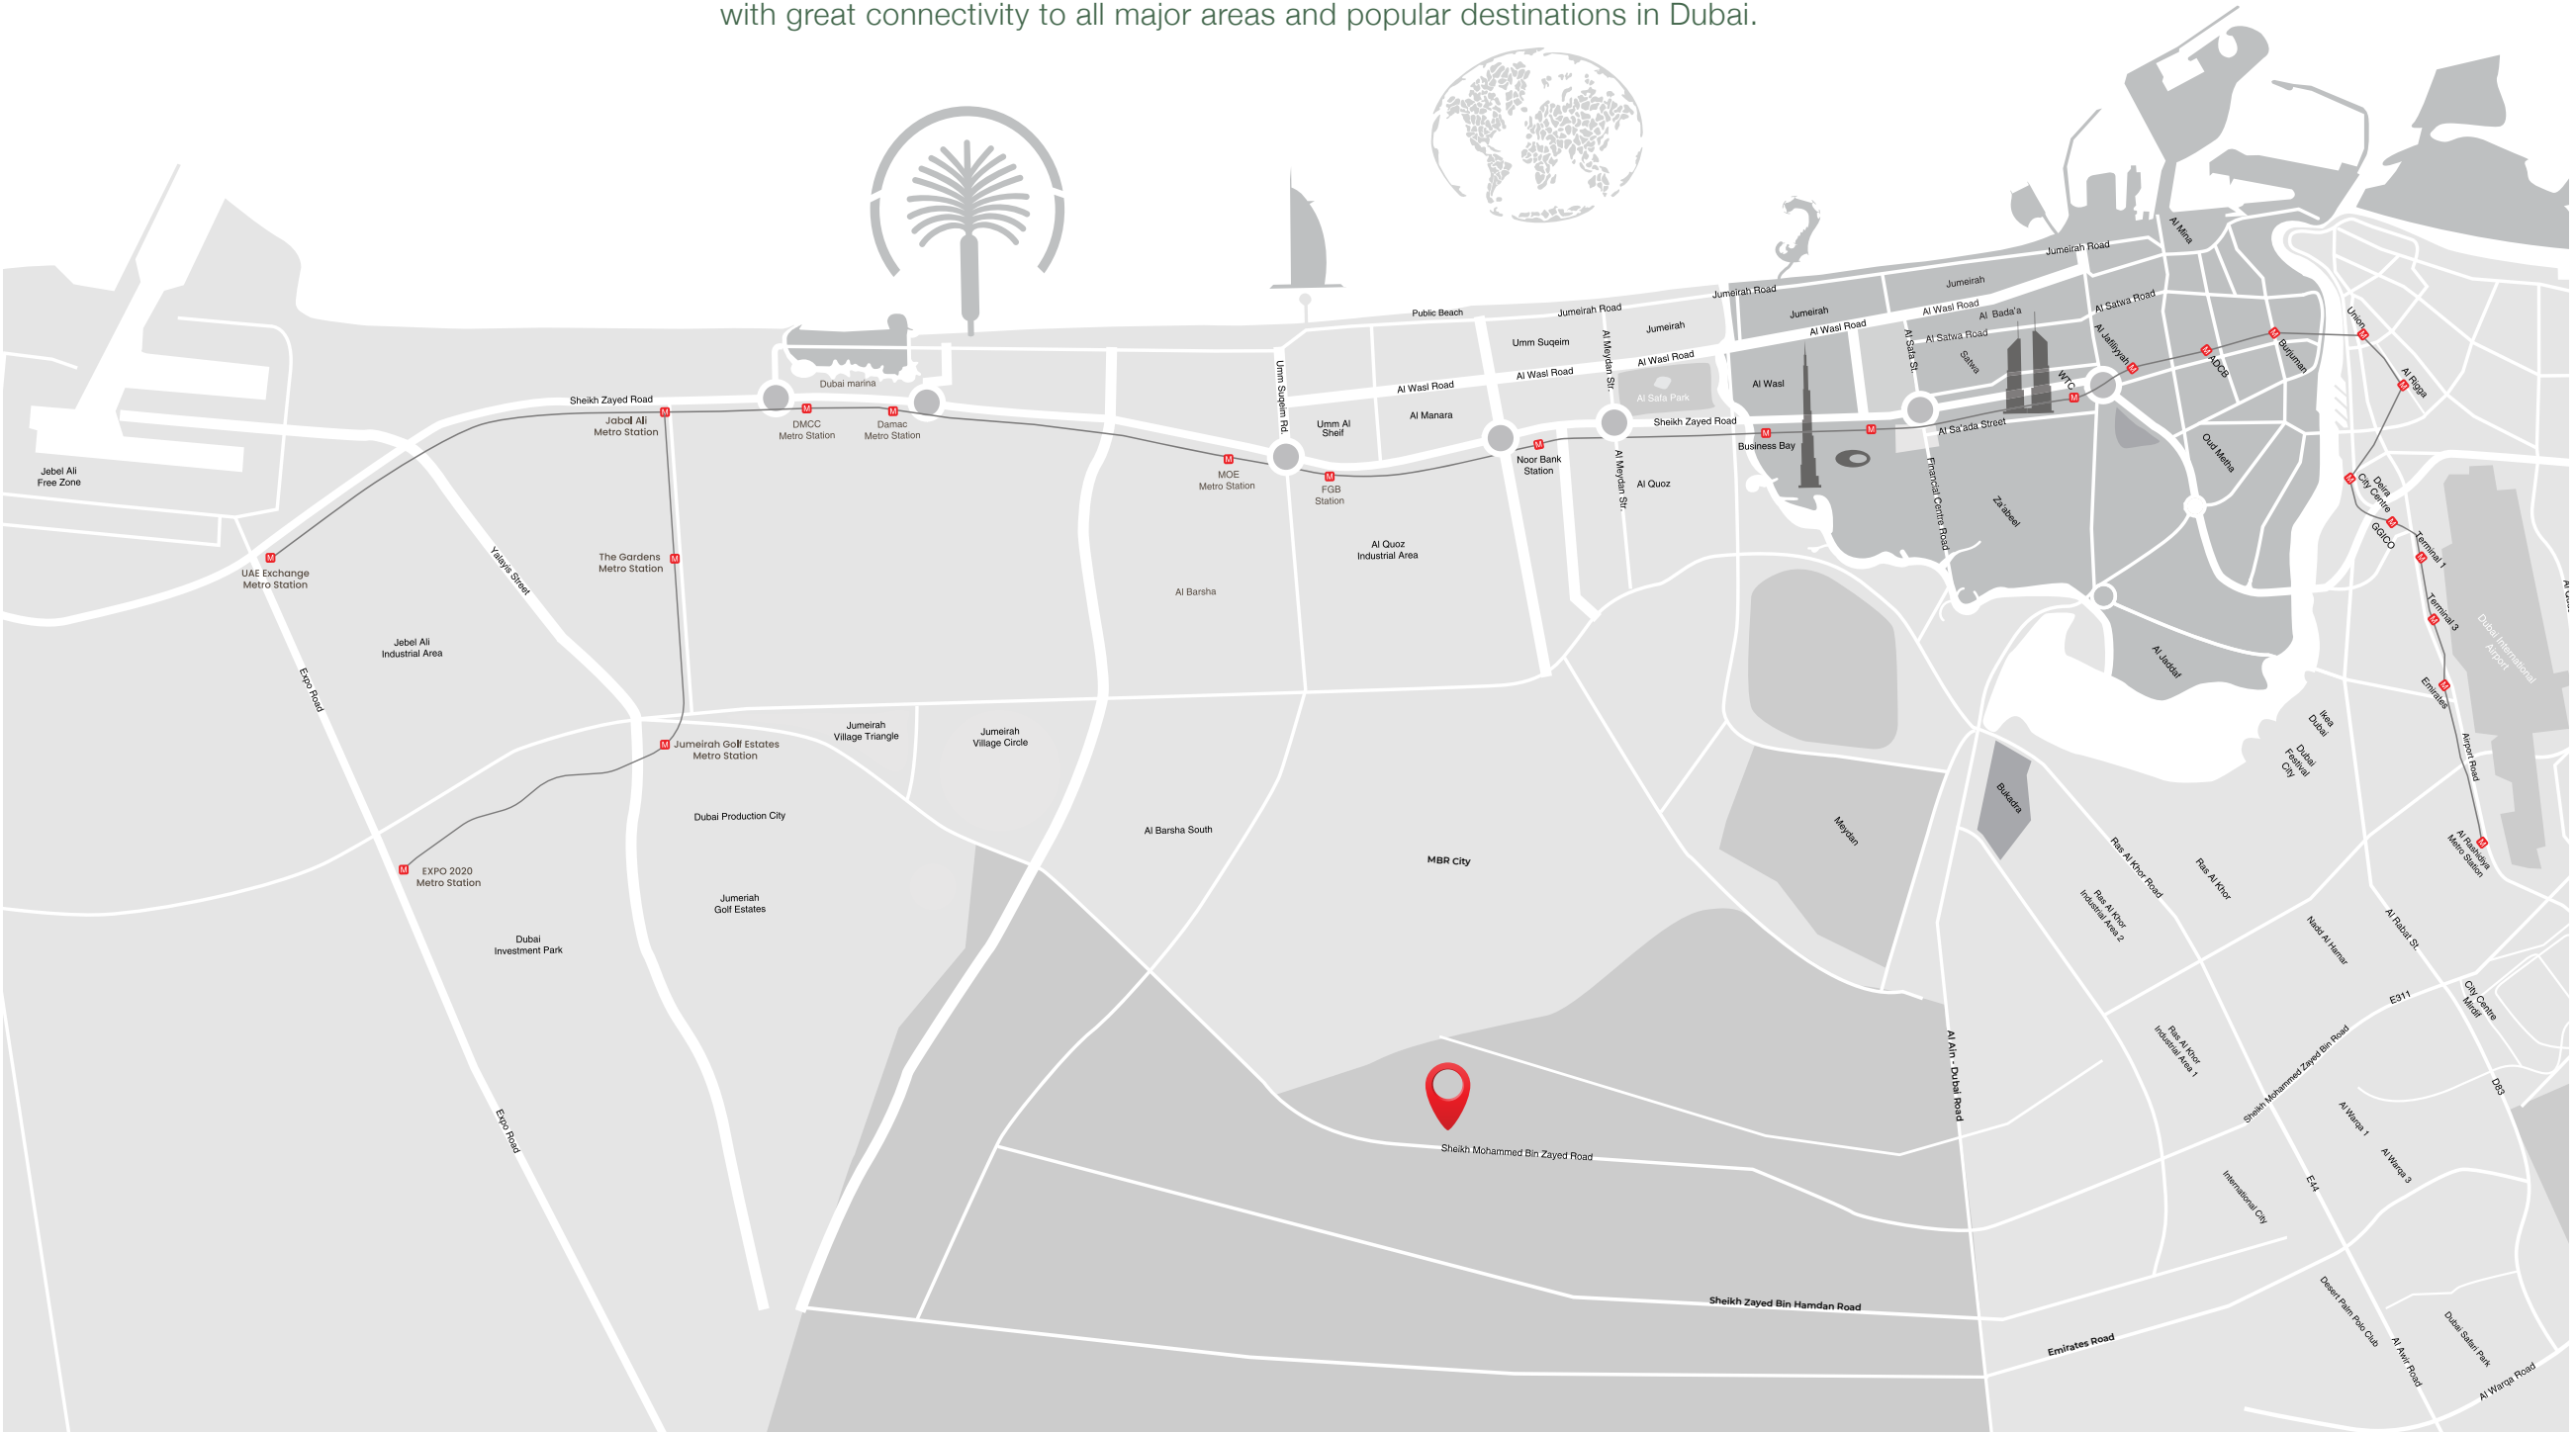 with great connectivity to all major areas and popular destinations in Dubai.
Al Mina
Jumeirah Road
Jumeirah
Jumeirah Road
Public Beach
Jumeirah Road
Jumeirah
Jumeirah
Al Wasl Road
Al Satwa Road
Al Bada'a
Al Wasl Road
Al Satwa Road
Satwa
Al Safa St.
Al Jafiliyyah
WTC
ADCB
Burjuman
Union
Al Rigga
Umm Suqeim
Al Meydan Str.
Al Wasl Road
Al Wasl Road
Al Wasl Road
Al Wasl
Al Safa Park
Umm Suqeim Rd.
Umm Al
Sheif
Al Manara
Sheikh Zayed Road
Business Bay
Al Sa'ada Street
Dubai marina
Sheikh Zayed Road
Jabal Ali
Metro Station
DMCC
Metro Station
Damac
Metro Station
MOE
Metro Station
FGB
Station
Noor Bank
Station
Al Meydan Str.
Al Quoz
Financial Centre Road
Za'abeel
Oud Metha
Deira
City Centre
GGICO
Terminal 1
Terminal 3
Dubai International
Airport
Emirates
Airport Road
Al Rashidiya
Metro Station
Jebel Ali
Free Zone
UAE Exchange
Metro Station
Yalayis Street
The Gardens
Metro Station
Al Quoz
Industrial Area
Al Barsha
Jebel Ali
Industrial Area
Expo Road
Al Jaddaf
Ikea
Dubai
Dubai
Festival
City
Jumeirah
Village Triangle
Jumeirah
Village Circle
Jumeirah Golf Estates
Metro Station
Dubai Production City
Al Barsha South
MBR City
Meydan
Bukadra
Ras Al Khor Road
Ras Al Khor
Ras Al Khor
Industrial Area 2
Nadd Al Hamar
Al Rabat St.
EXPO 2020
Metro Station
Jumeriah
Golf Estates
Dubai
Investment Park
E311
City Centre
Mirdif
Ras Al Khor
Industrial Area 1
Sheikh Mohammed Bin Zayed Road
D83
Al Warqa 1
Al Warqa 3
Al Ain - Dubai Road
Expo Road
Sheikh Mohammed Bin Zayed Road
International City
E44
Sheikh Zayed Bin Hamdan Road
Emirates Road
Desert Palm Polo Club
Dubai Safari Park
Al Awir Road
Al Warqa Road